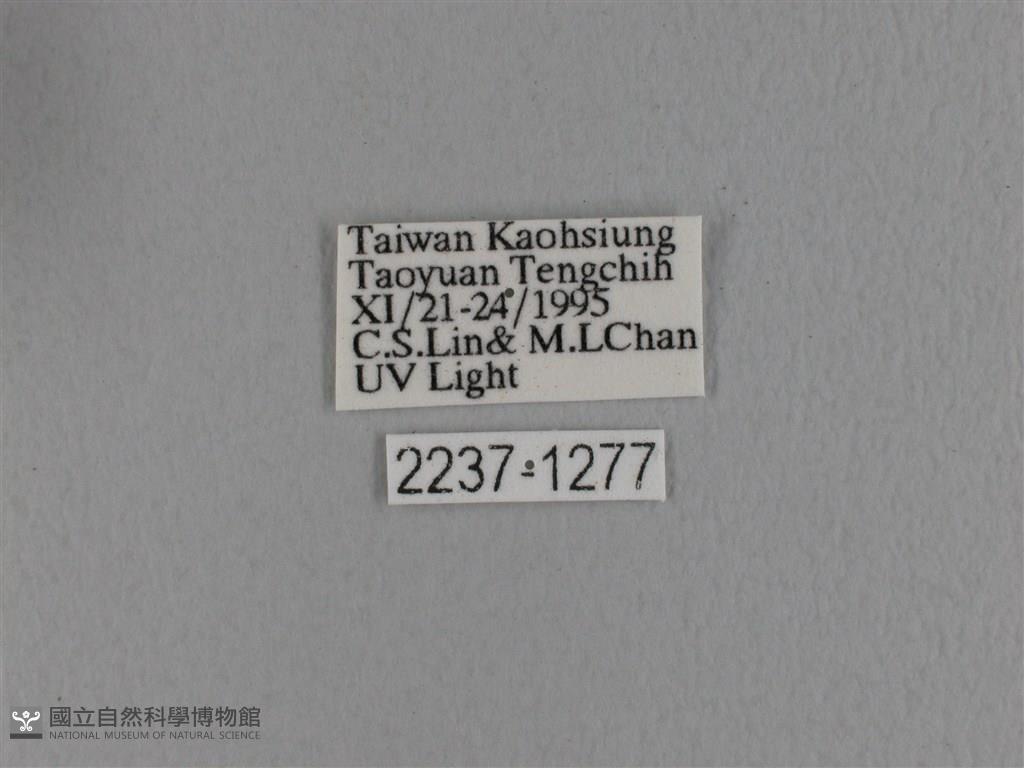 Taiwan Kaohsiung
Taoyuan Tengchih
XI/21-24/1995
C.S.Lin& M.LChan
UV Light
2237-1277
國立自然科學博物館
NATIONAL MUSEUM OF NATURAL SCIENCE